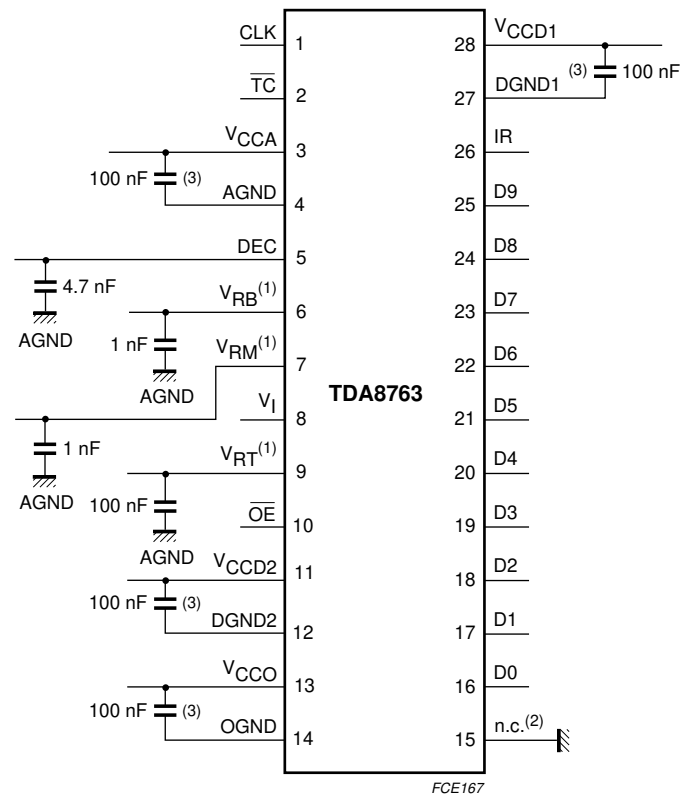 CLK 1
TC 2
VCCA 3
100 nF (3)
AGND 4
DEC 5
4.7 nF
AGND
VRB(1) 6
1 nF
AGND
VRM(1) 7
1 nF
AGND
VI 8
VRT(1) 9
100 nF
AGND
OE 10
VCCD2 11
100 nF (3)
DGND2 12
VCCO 13
100 nF (3)
OGND 14
TDA8763
28 VCCD1
(3) 100 nF
27 DGND1
26 IR
25 D9
24 D8
23 D7
22 D6
21 D5
20 D4
19 D3
18 D2
17 D1
16 D0
15 n.c.(2)
FCE167